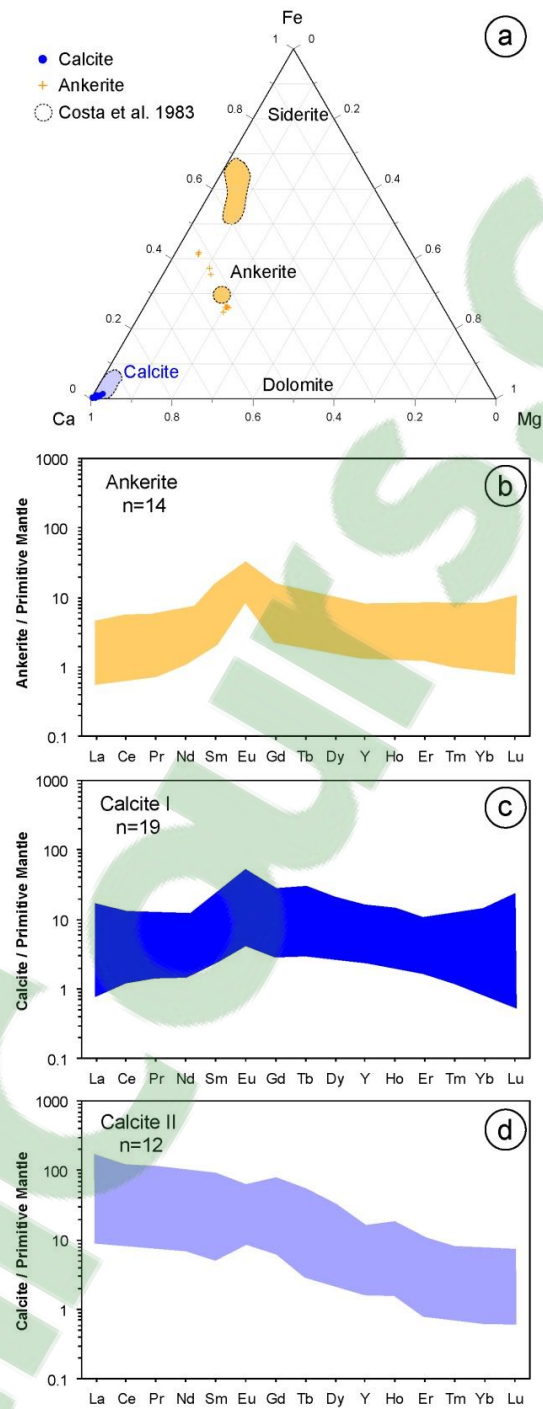 Fe
1 0
a
Calcite
Ankerite
Costa et al. 1983
0.8 Siderite 0.2
0.6 0.4
0.4 Ankerite 0.6
0.2 0.8
Calcite
0 Dolomite 1
Ca 1 0.8 0.6 0.4 0.2 0 Mg
b
Ankerite
n=14
Ankerite / Primitive Mantle
1000
100
10
1
0.1
La Ce Pr Nd Sm Eu Gd Tb Dy Y Ho Er Tm Yb Lu
c
Calcite I
n=19
Calcite / Primitive Mantle
1000
100
10
1
0.1
La Ce Pr Nd Sm Eu Gd Tb Dy Y Ho Er Tm Yb Lu
d
Calcite II
n=12
Calcite / Primitive Mantle
1000
100
10
1
0.1
La Ce Pr Nd Sm Eu Gd Tb Dy Y Ho Er Tm Yb Lu